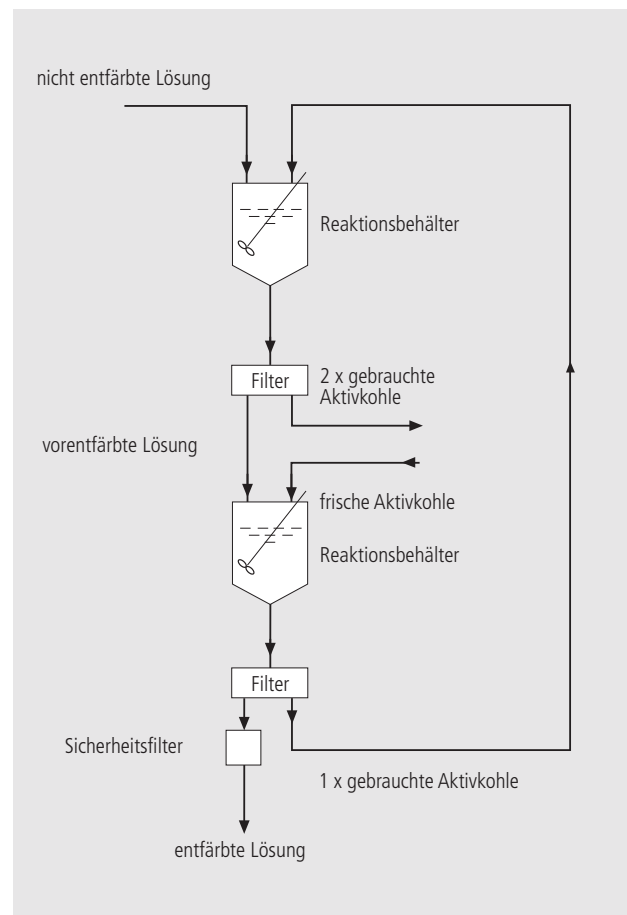 nicht entfärbte Lösung
Reaktionsbehälter
Filter
2 x gebrauchte
Aktivkohle
vorentfärbte Lösung
frische Aktivkohle
Reaktionsbehälter
Filter
Sicherheitsfilter
1 x gebrauchte Aktivkohle
entfärbte Lösung